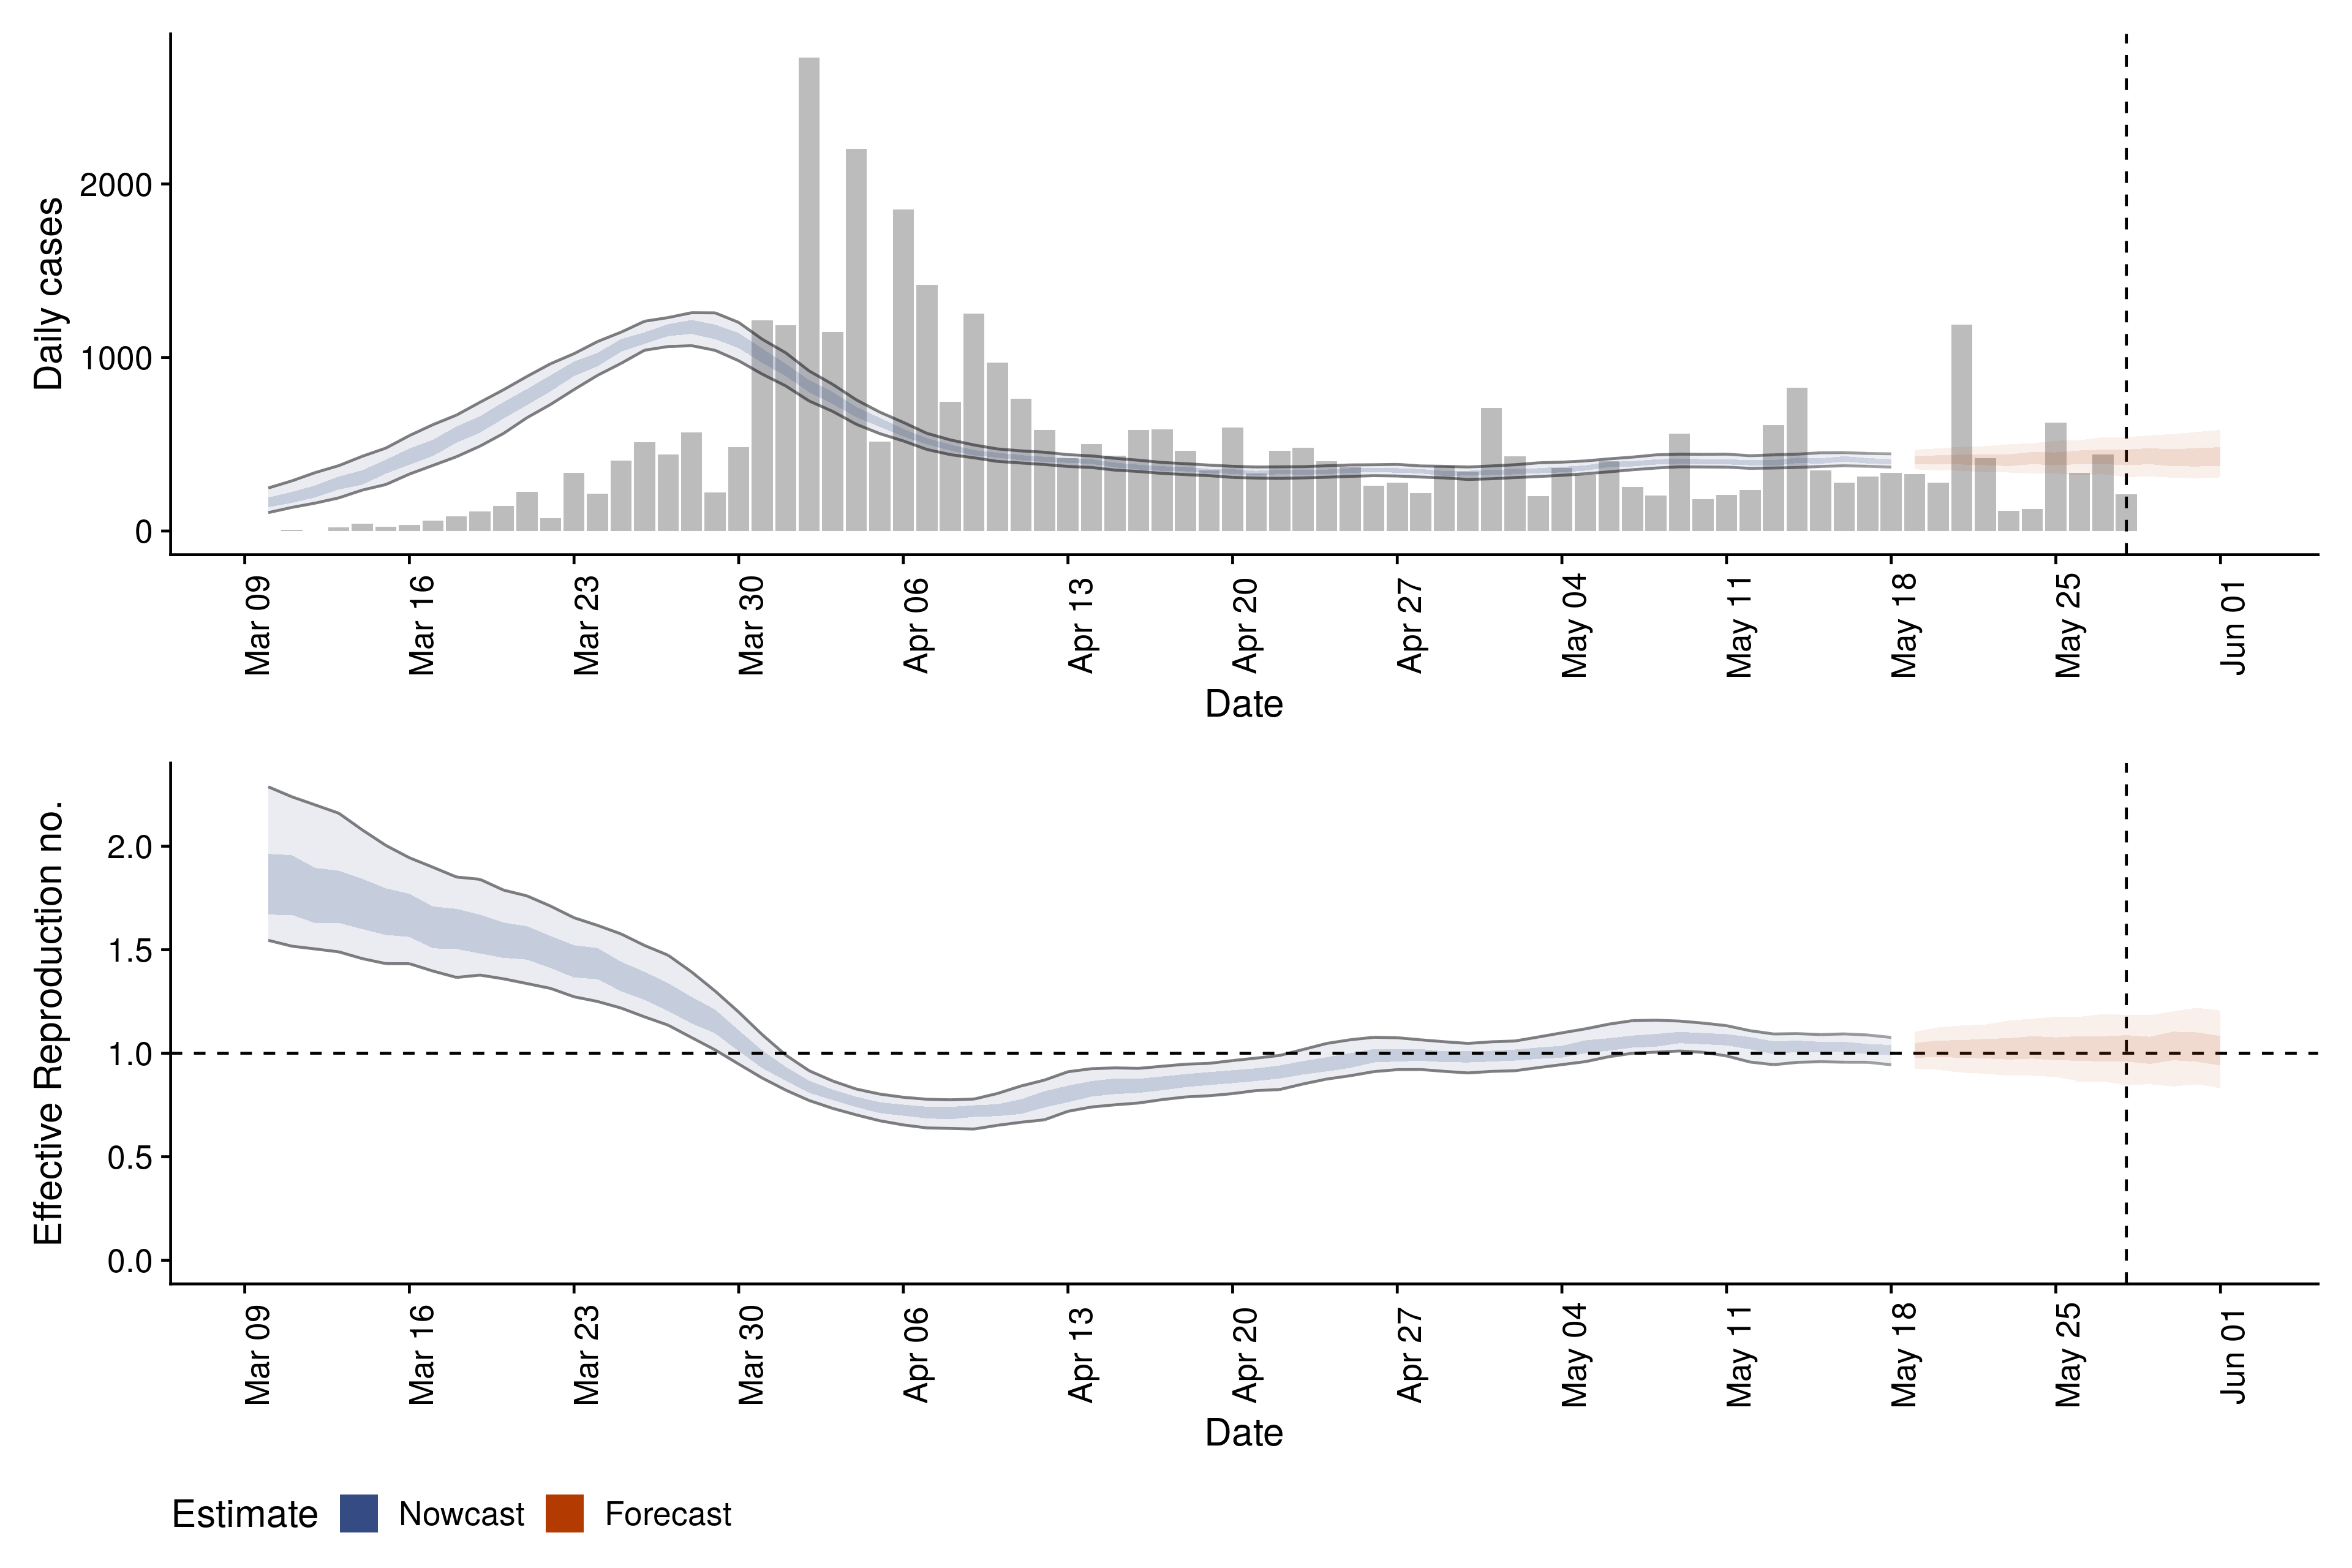 Daily cases
2000
1000
0
Mar 09 Mar 16 Mar 23 Mar 30 Apr 06 Apr 13 Apr 20 Apr 27 May 04 May 11 May 18 May 25 Jun 01
Date
Effective Reproduction no.
2.0
1.5
1.0
0.5
0.0
Mar 09 Mar 16 Mar 23 Mar 30 Apr 06 Apr 13 Apr 20 Apr 27 May 04 May 11 May 18 May 25 Jun 01
Date
Estimate Nowcast Forecast